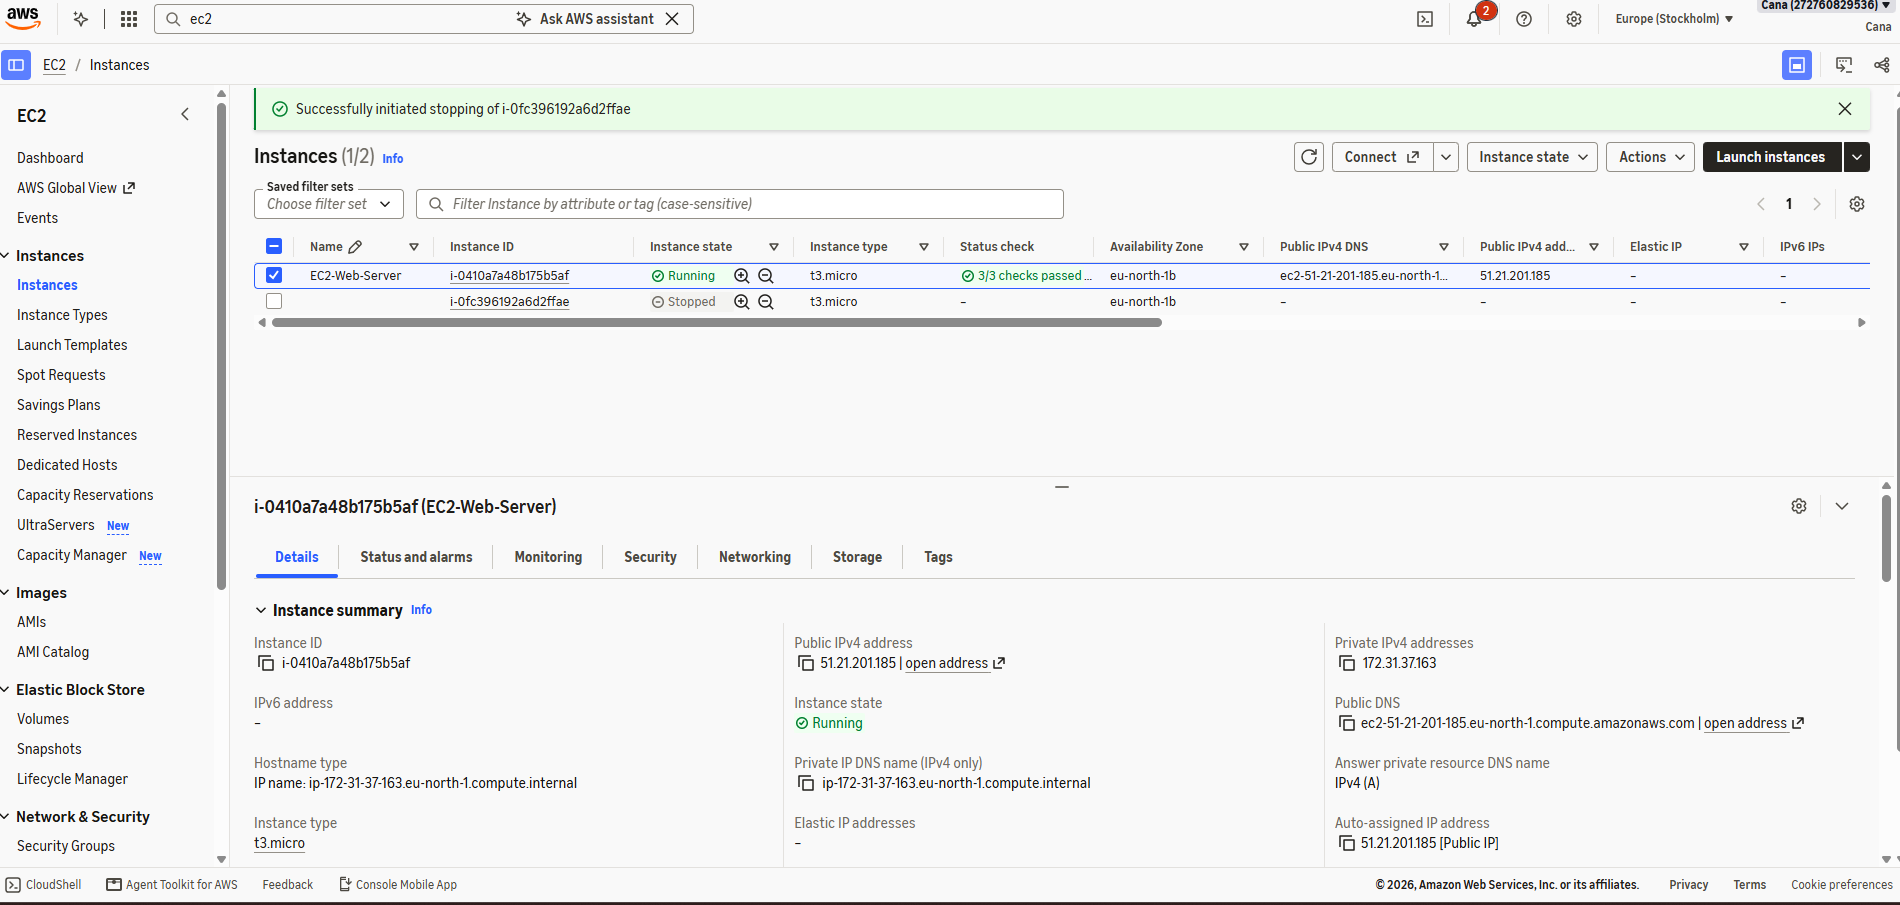 aws
ec2
Ask AWS assistant
2
Europe (Stockholm)
Cana (272760829536)
Cana
EC2 / Instances
EC2
Dashboard
AWS Global View
Events
Instances
Instances
Instance Types
Launch Templates
Spot Requests
Savings Plans
Reserved Instances
Dedicated Hosts
Capacity Reservations
UltraServers New
Capacity Manager New
Images
AMIs
AMI Catalog
Elastic Block Store
Volumes
Snapshots
Lifecycle Manager
Network & Security
Security Groups
Successfully initiated stopping of i-0fc396192a6d2ffae
Instances (1/2) Info
Connect
Instance state
Actions
Launch instances
Saved filter sets
Choose filter set
Filter Instance by attribute or tag (case-sensitive)
1
Name Instance ID Instance state Instance type Status check Availability Zone Public IPv4 DNS Public IPv4 add... Elastic IP IPv6 IPs
EC2-Web-Server i-0410a7a48b175b5af Running t3.micro 3/3 checks passed ... eu-north-1b ec2-51-21-201-185.eu-north-1... 51.21.201.185 – –
i-0fc396192a6d2ffae Stopped t3.micro – eu-north-1b – – – –
i-0410a7a48b175b5af (EC2-Web-Server)
Details Status and alarms Monitoring Security Networking Storage Tags
Instance summary Info
Instance ID
i-0410a7a48b175b5af
Public IPv4 address
51.21.201.185 | open address
Private IPv4 addresses
172.31.37.163
IPv6 address
–
Instance state
Running
Public DNS
ec2-51-21-201-185.eu-north-1.compute.amazonaws.com | open address
Hostname type
IP name: ip-172-31-37-163.eu-north-1.compute.internal
Private IP DNS name (IPv4 only)
ip-172-31-37-163.eu-north-1.compute.internal
Answer private resource DNS name
IPv4 (A)
Instance type
t3.micro
Elastic IP addresses
–
Auto-assigned IP address
51.21.201.185 [Public IP]
CloudShell
Agent Toolkit for AWS
Feedback
Console Mobile App
© 2026, Amazon Web Services, Inc. or its affiliates.
Privacy
Terms
Cookie preferences